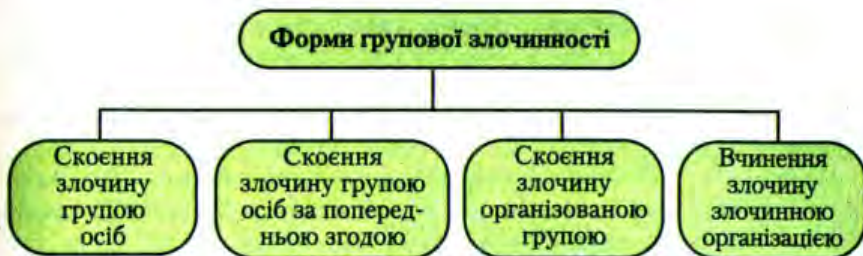 Форми групової злочинності
Скоєння
злочину
групою
осіб
Скоєння
злочину групою
осіб за поперед-
ньою згодою
Скоєння
злочину
організованою
групою
Вчинення
злочину
злочинною
організацією